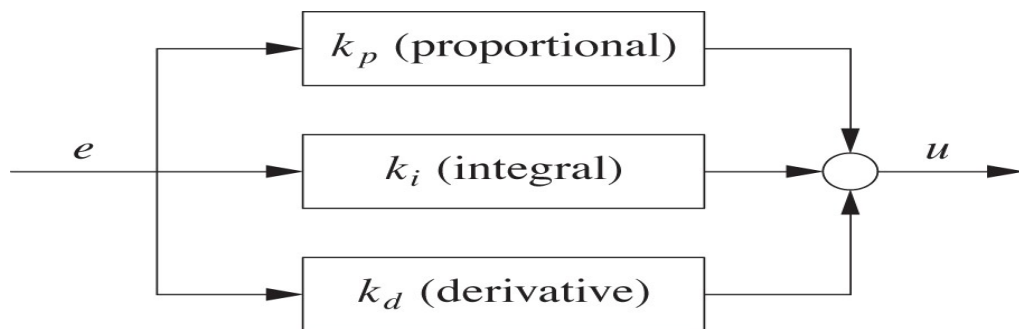 k_p (proportional)
e
k_i (integral)
u
k_d (derivative)